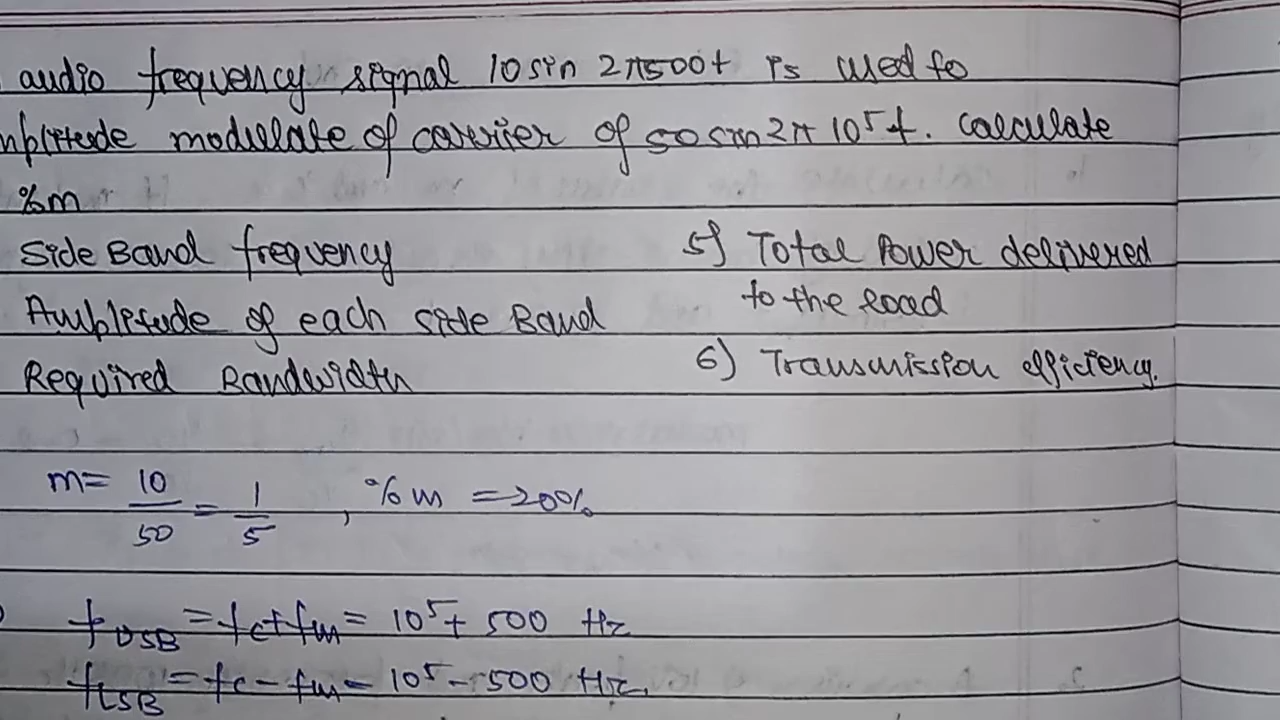 audio frequency signal 10 sin 2π500t is used to
mplitude modulate of carrier of 50 sin 2π 10⁵t. Calculate
%m
Side Band frequency
Amplitude of each side Band
Required Bandwidth
5) Total Power delivered
to the load
6) Transmission efficiency.
m= 10/50 = 1/5 , %m =20%
fUSB = fc+fm = 10⁵+ 500 Hz
fLSB = fc - fm = 10⁵ - 500 Hz.